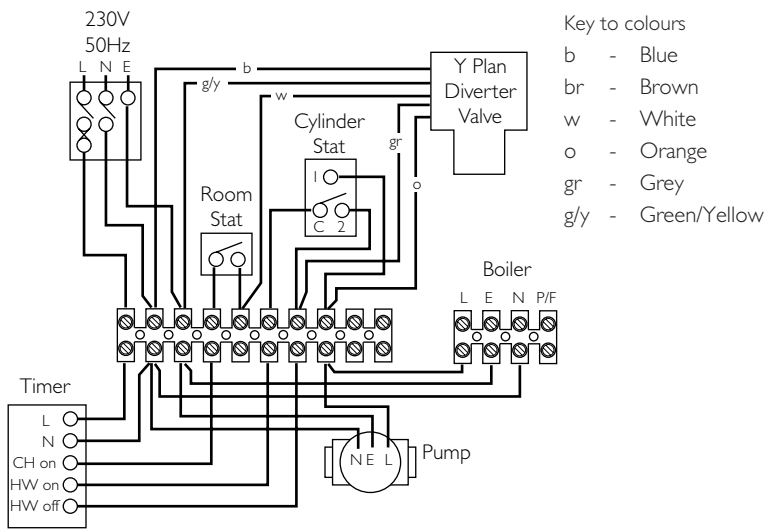 230V
50Hz
L N E
b
g/y
w
gr
o
Y Plan
Diverter
Valve
Key to colours
b - Blue
br - Brown
w - White
o - Orange
gr - Grey
g/y - Green/Yellow
Cylinder
Stat
1
C 2
Room
Stat
Boiler
L E N P/F
Timer
L
N
CH on
HW on
HW off
N E L
Pump